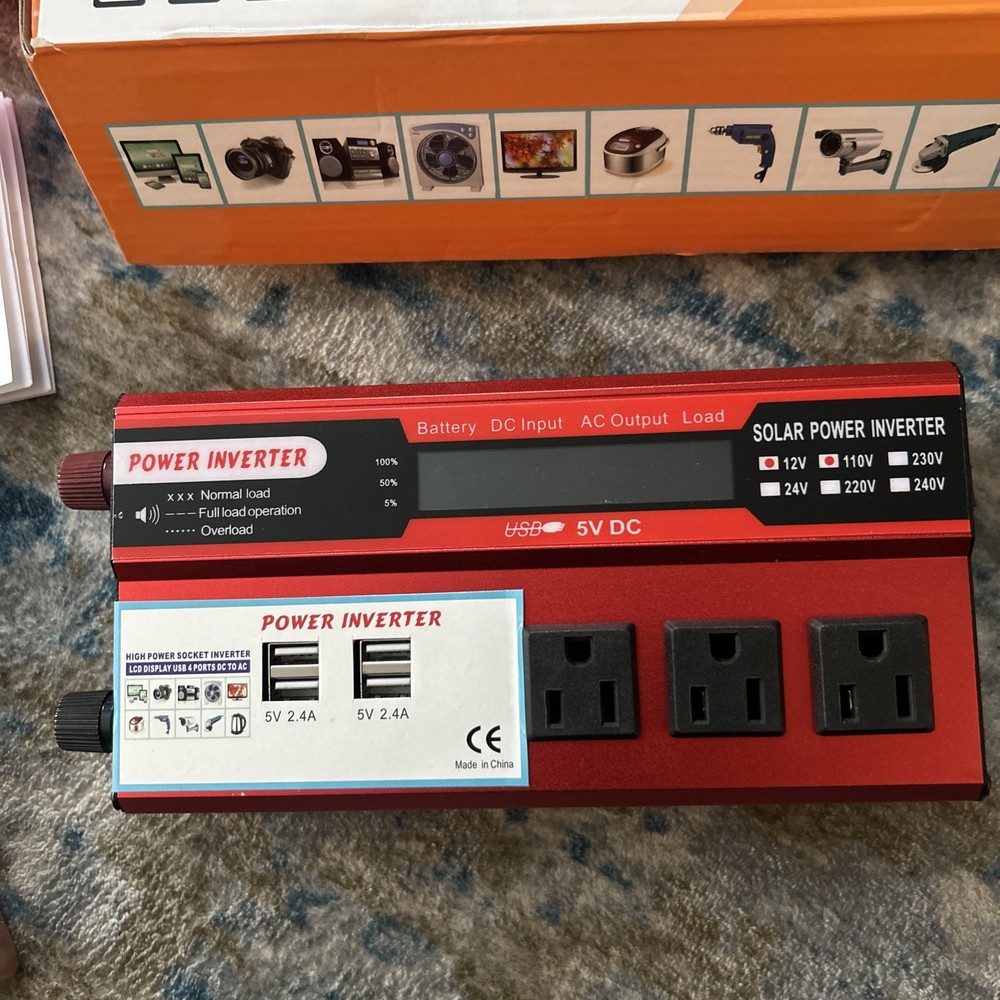 Battery DC Input AC Output Load
POWER INVERTER
x x x Normal load
--- Full load operation
...... Overload
100%
50%
5%
USB 5V DC
SOLAR POWER INVERTER
12V 110V 230V
24V 220V 240V
POWER INVERTER
HIGH POWER SOCKET INVERTER
LCD DISPLAY USB 4 PORTS DC TO AC
5V 2.4A 5V 2.4A
CE
Made in China